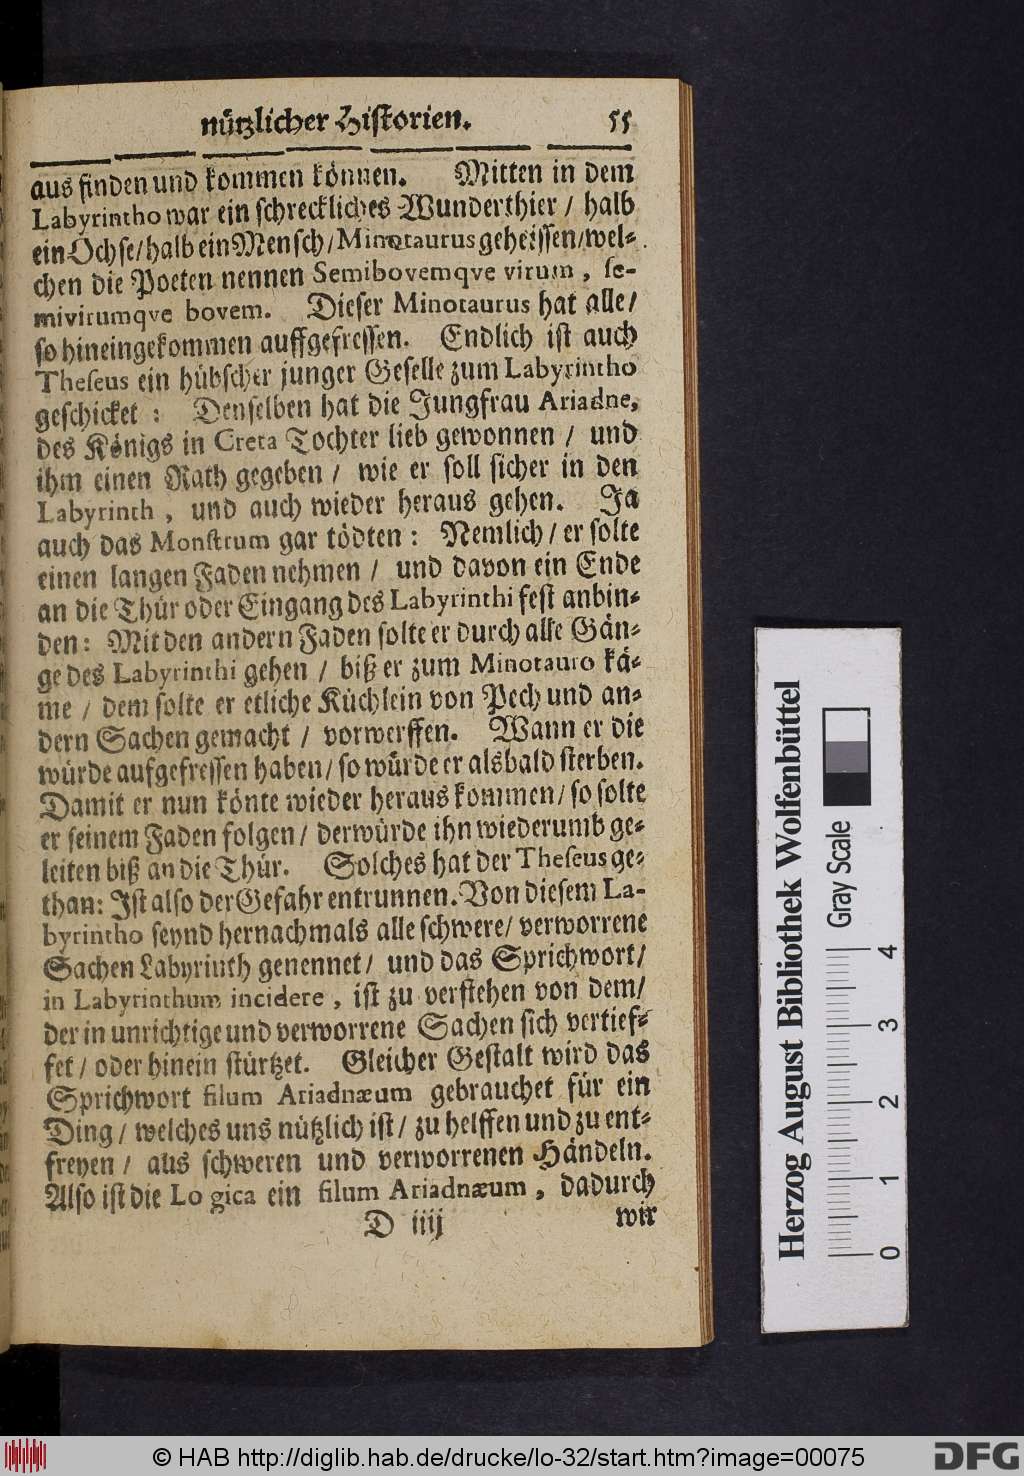 nützlicher Historien. 55
aus finden und kommen können. Mitten in dem
Labyrintho war ein schreckliches Wunderthier / halb
ein Ochse / halb ein Mensch / Minotaurus geheissen / wel⸗
chen die Poeten nennen Semibovemqve virum, se-
mivirumqve bovem. Dieser Minotaurus hat alle /
so hineingekommen auffgefressen. Endlich ist auch
Theseus ein hübscher junger Geselle zum Labyrintho
geschicket: Denselben hat die Jungfrau Ariadne,
des Königs in Creta Tochter lieb gewonnen / und
ihm einen Rath gegeben / wie er soll sicher in den
Labyrinth, und auch wieder heraus gehen. Ja
auch das Monstrum gar tödten: Nemlich / er solte
einen langen Faden nehmen / und davon ein Ende
an die Thür oder Eingang des Labyrinthi fest anbin⸗
den: Mit den andern Faden solte er durch alle Gän⸗
ge des Labyrinthi gehen / biß er zum Minotauro kä⸗
me / dem solte er etliche Küchlein von Pech und an⸗
dern Sachen gemacht / vorwerffen. Wann er die
würde aufgefressen haben / so würde er alsbald sterben.
Damit er nun könte wieder heraus kommen / so solte
er seinem Faden folgen / der würde ihn wiederumb ge⸗
leiten biß an die Thür. Solches hat der Theseus ge⸗
than: Ist also der Gefahr entrunnen. Von diesem La-
byrintho seynd hernachmals alle schwere / verworrene
Sachen Labyrinth genennet / und das Sprichwort /
in Labyrinthum incidere, ist zu verstehen von dem /
der in unrichtige und verworrene Sachen sich vertief⸗
fet / oder hinein stürtzet. Gleicher Gestalt wird das
Sprichwort filum Ariadnæum gebrauchet für ein
Ding / welches uns nützlich ist / zu helffen und zu ent⸗
freyen / aus schweren und verworrenen Händeln.
Also ist die Logica ein filum Ariadnæum, dadurch
D iiij wir
Herzog August Bibliothek Wolfenbüttel
Gray Scale
0 1 2 3 4
© HAB http://diglib.hab.de/drucke/lo-32/start.htm?image=00075
DFG